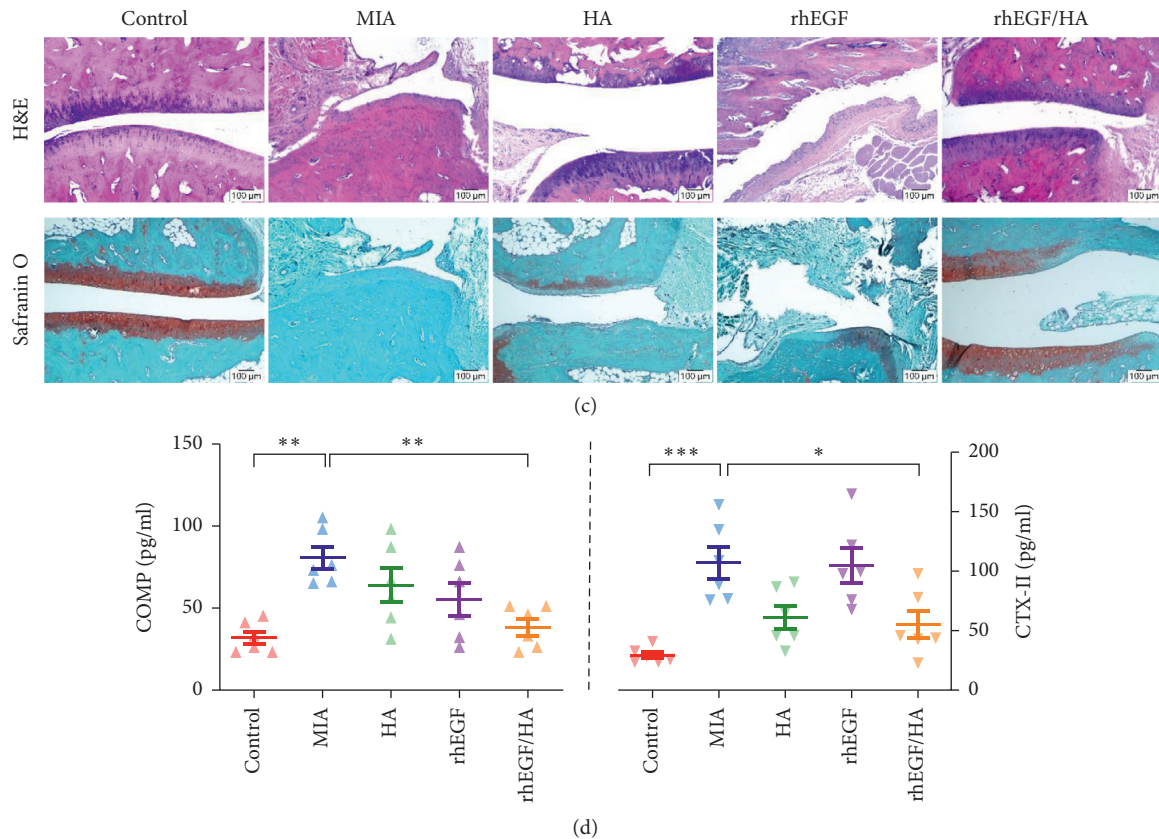 Control MIA HA rhEGF rhEGF/HA
H&E
100 μm 100 μm 100 μm 100 μm 100 μm
Safranin O
100 μm 100 μm 100 μm 100 μm 100 μm
(c)
COMP (pg/ml)
150
100
50
0
** **
Control MIA HA rhEGF rhEGF/HA
*** *
200
150
100
50
0
CTX-II (pg/ml)
Control MIA HA rhEGF rhEGF/HA
(d)